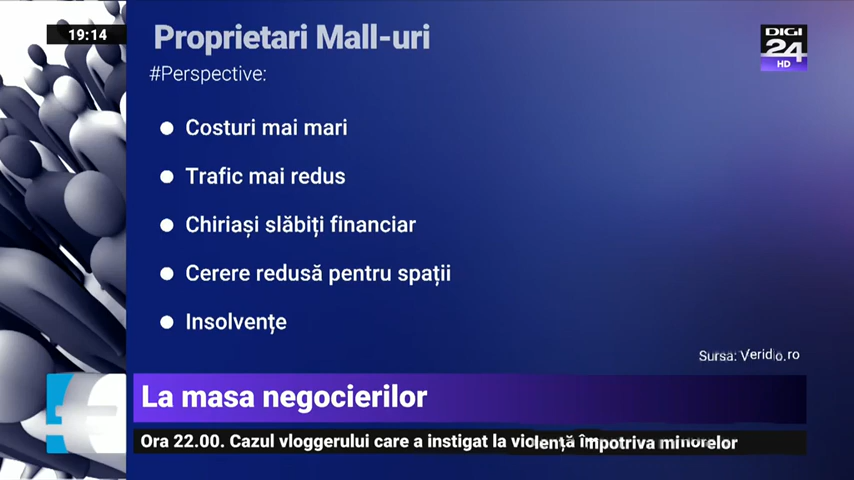 19:14
Proprietari Mall-uri
DIGI
24
HD
#Perspective:
Costuri mai mari
Trafic mai redus
Chiriași slăbiți financiar
Cerere redusă pentru spații
Insolvențe
Sursa: Veridio.ro
La masa negocierilor
Ora 22.00. Cazul vloggerului care a instigat la violență împotriva minorelor